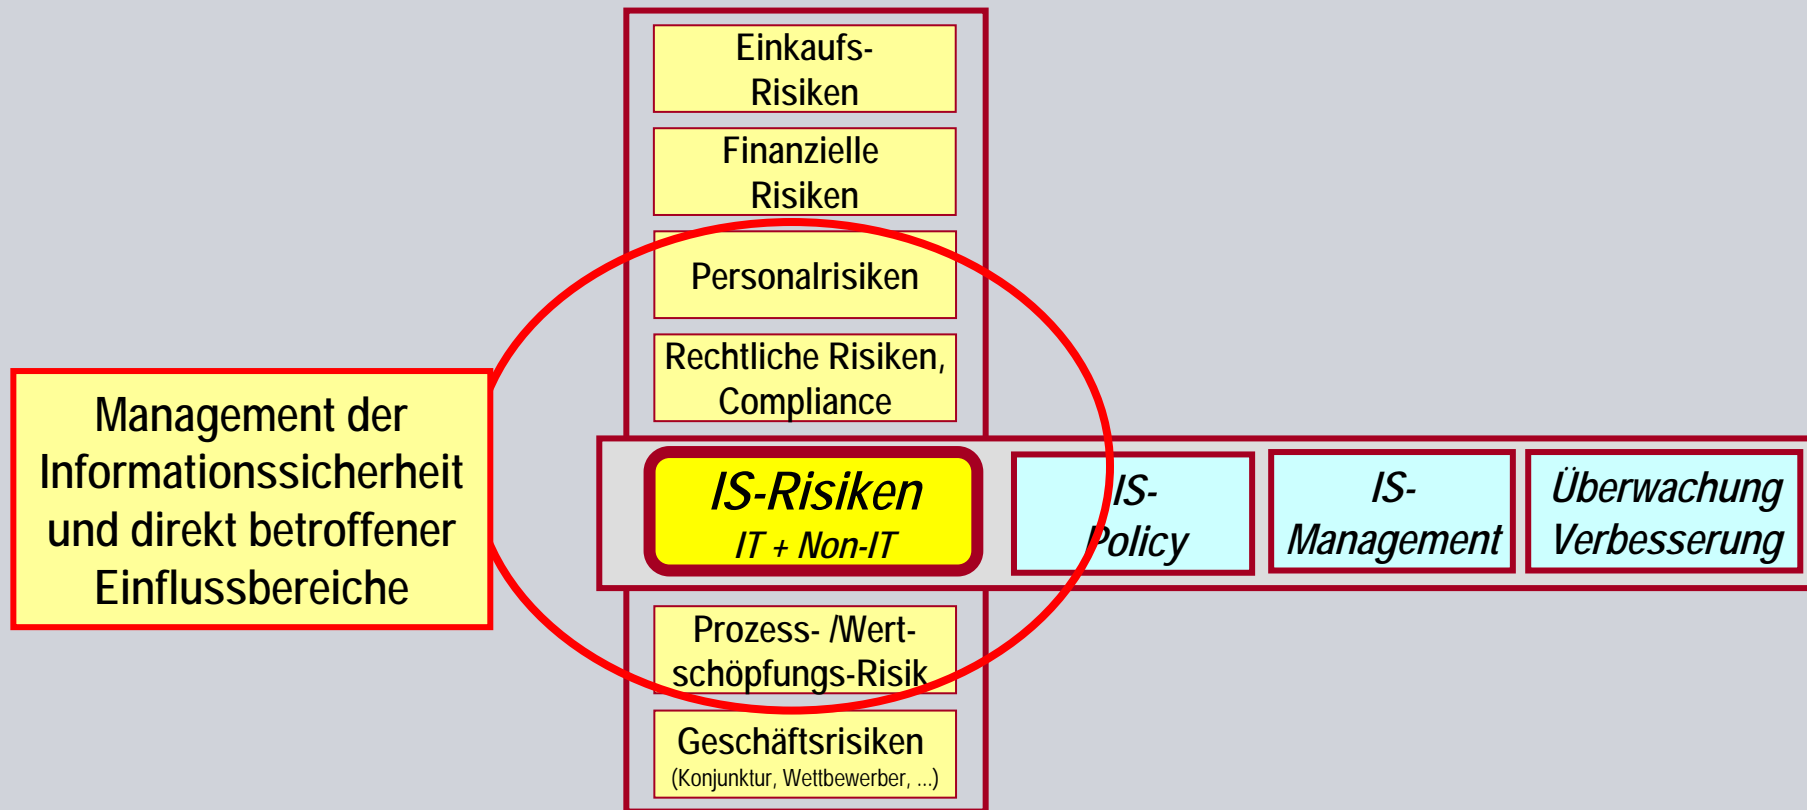 Einkaufs-
Risiken
Finanzielle
Risiken
Personalrisiken
Rechtliche Risiken,
Compliance
Management der
Informationssicherheit
und direkt betroffener
Einflussbereiche
IS-Risiken
IT + Non-IT
IS-
Policy
IS-
Management
Überwachung
Verbesserung
Prozess- /Wert-
schöpfungs-Risik
Geschäftsrisiken
(Konjunktur, Wettbewerber, ...)